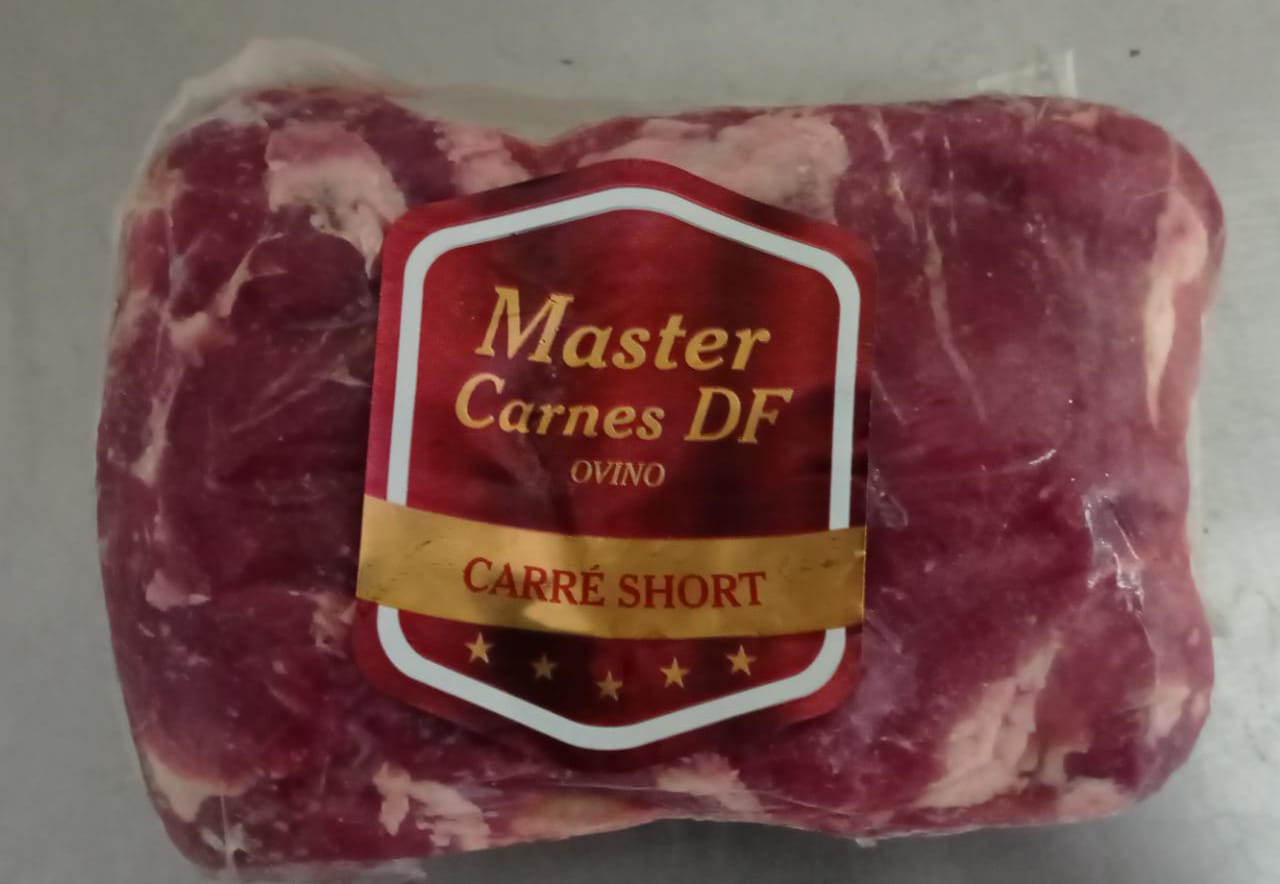 Master
Carnes DF
OVINO
CARRÉ SHORT